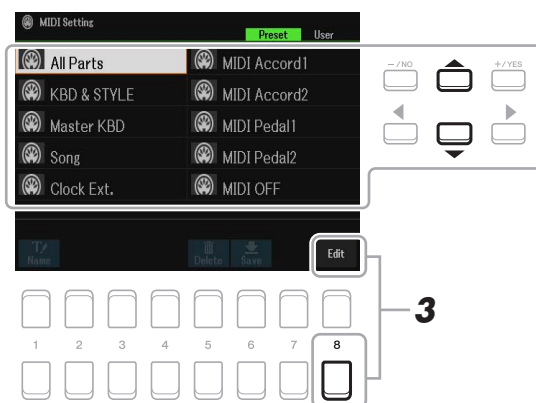 MIDI Setting
Preset User
All Parts MIDI Accord1
KBD & STYLE MIDI Accord2
Master KBD MIDI Pedal1
Song MIDI Pedal2
Clock Ext. MIDI OFF
– / NO + / YES
Name Delete Save Edit
3
1 2 3 4 5 6 7 8